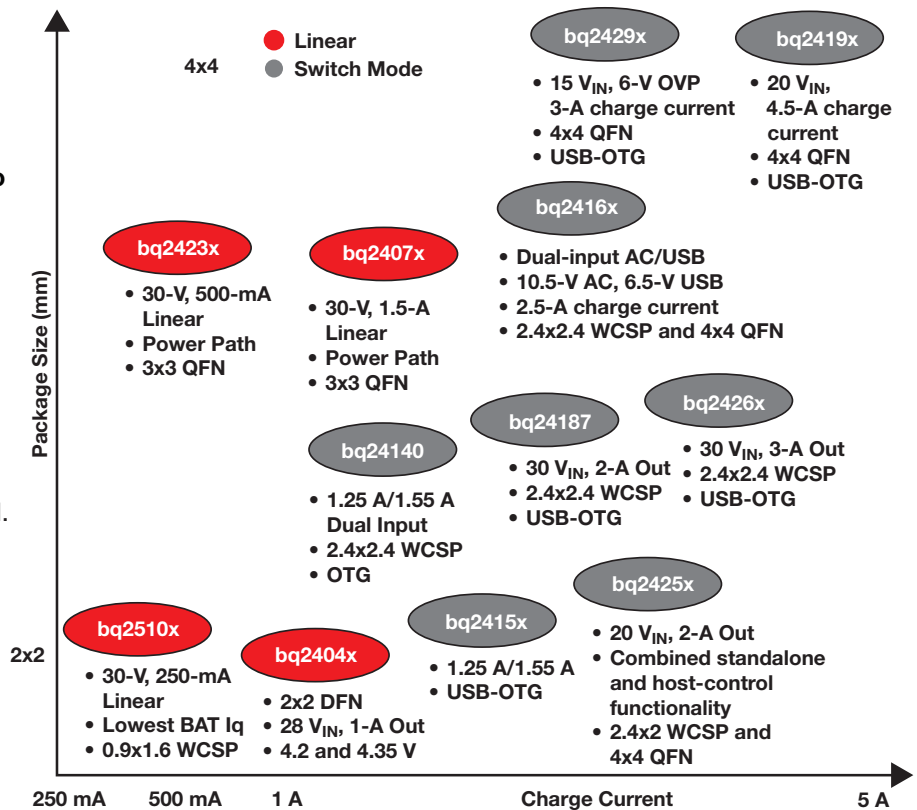 Linear
Switch Mode
4x4
Package Size (mm)
2x2
bq2429x
• 15 VIN, 6-V OVP
3-A charge current
• 4x4 QFN
• USB-OTG
bq2419x
• 20 VIN,
4.5-A charge
current
• 4x4 QFN
• USB-OTG
bq2416x
• Dual-input AC/USB
• 10.5-V AC, 6.5-V USB
• 2.5-A charge current
• 2.4x2.4 WCSP and 4x4 QFN
bq2423x
• 30-V, 500-mA
Linear
• Power Path
• 3x3 QFN
bq2407x
• 30-V, 1.5-A
Linear
• Power Path
• 3x3 QFN
bq24140
• 1.25 A/1.55 A
Dual Input
• 2.4x2.4 WCSP
• OTG
bq24187
• 30 VIN, 2-A Out
• 2.4x2.4 WCSP
• USB-OTG
bq2426x
• 30 VIN, 3-A Out
• 2.4x2.4 WCSP
• USB-OTG
bq2510x
• 30-V, 250-mA
Linear
• Lowest BAT Iq
• 0.9x1.6 WCSP
bq2404x
• 2x2 DFN
• 28 VIN, 1-A Out
• 4.2 and 4.35 V
bq2415x
• 1.25 A/1.55 A
• USB-OTG
bq2425x
• 20 VIN, 2-A Out
• Combined standalone
and host-control
functionality
• 2.4x2 WCSP and
4x4 QFN
250 mA 500 mA 1 A Charge Current 5 A